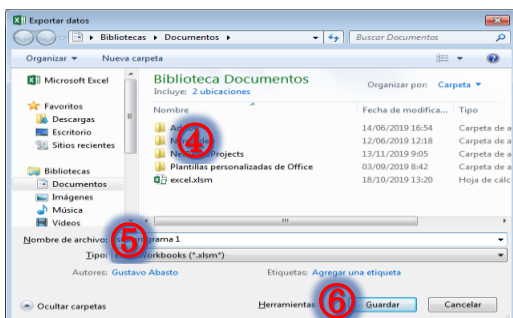 Exportar datos
Bibliotecas Documentos Buscar Documentos
Organizar Nueva carpeta
Microsoft Excel
Favoritos
Descargas
Escritorio
Sitios recientes
Bibliotecas
Documentos
Imágenes
Música
Vídeos
Biblioteca Documentos
Incluye: 2 ubicaciones
Organizar por: Carpeta
Nombre Fecha de modifica... Tipo
14/06/2019 16:54 Carpeta de a
12/06/2019 12:18 Carpeta de a
Projects 13/11/2019 9:05 Carpeta de a
Plantillas personalizadas de Office 03/09/2019 8:42 Carpeta de a
excel.xlsm 18/10/2019 13:20 Hoja de cálc
4
Nombre de archivo: grama1
5
Tipo: Workbooks (*.xlsm*)
Autores: Gustavo Abasto Etiquetas: Agregar una etiqueta
Ocultar carpetas Herramientas 6 Guardar Cancelar